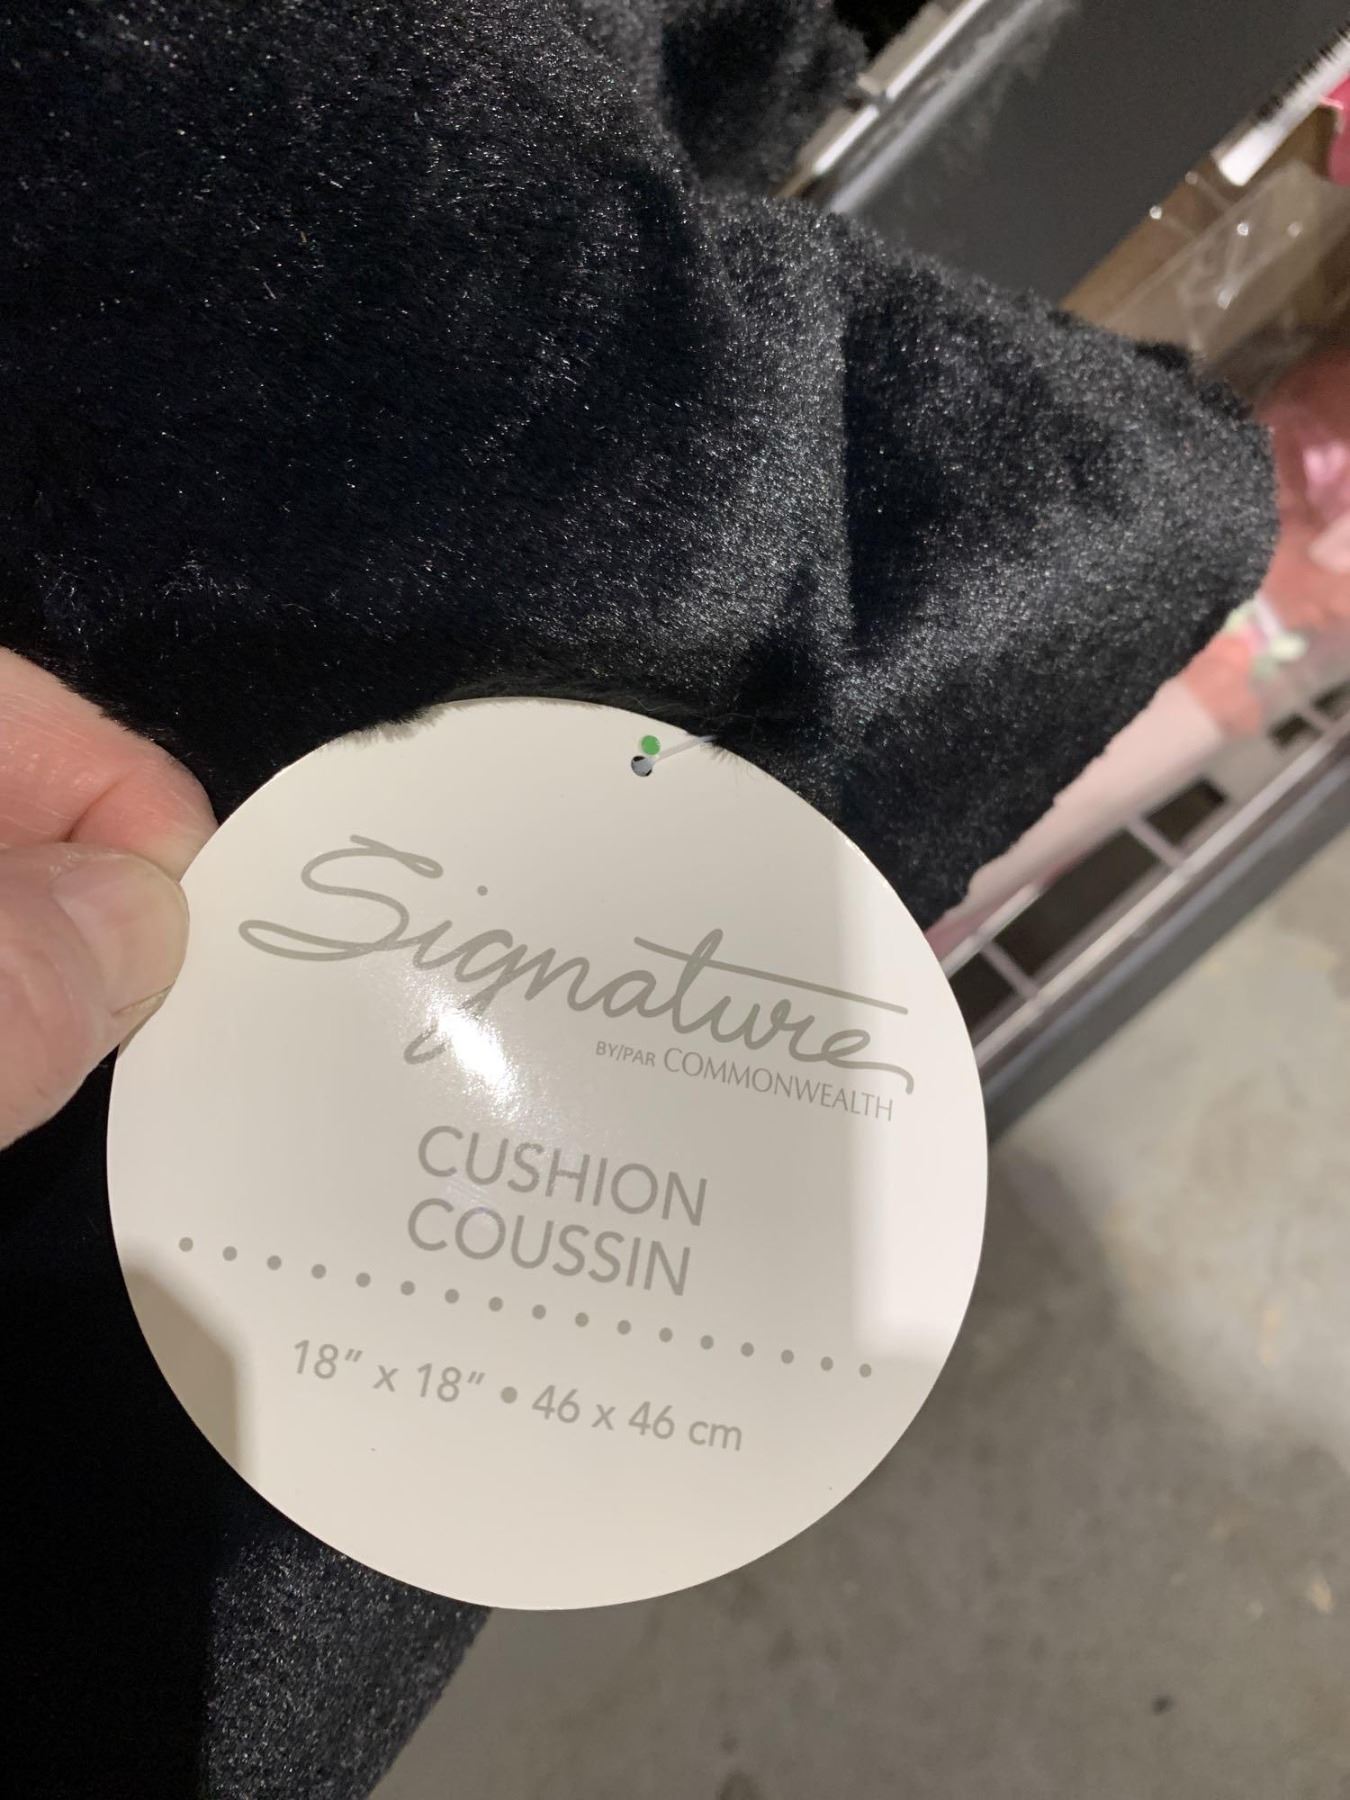 Signature
BY/PAR COMMONWEALTH
CUSHION
COUSSIN
18" x 18" • 46 x 46 cm